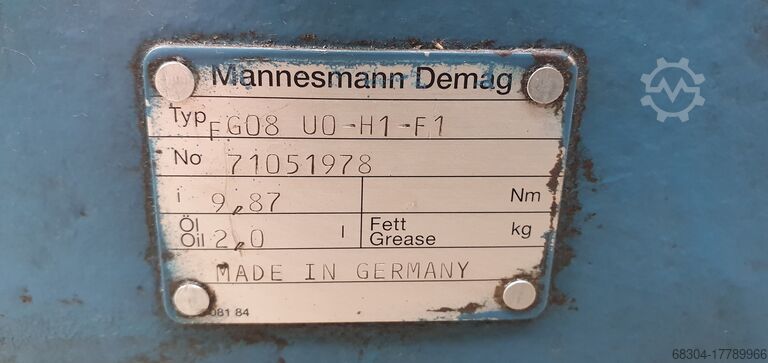 Mannesmann Demag
Typ FG08 U0-H1-F1
No 71051978
i 9,87 Nm
Öl
Oil 2,0 l Fett
Grease kg
MADE IN GERMANY
081 84
68304-17789966